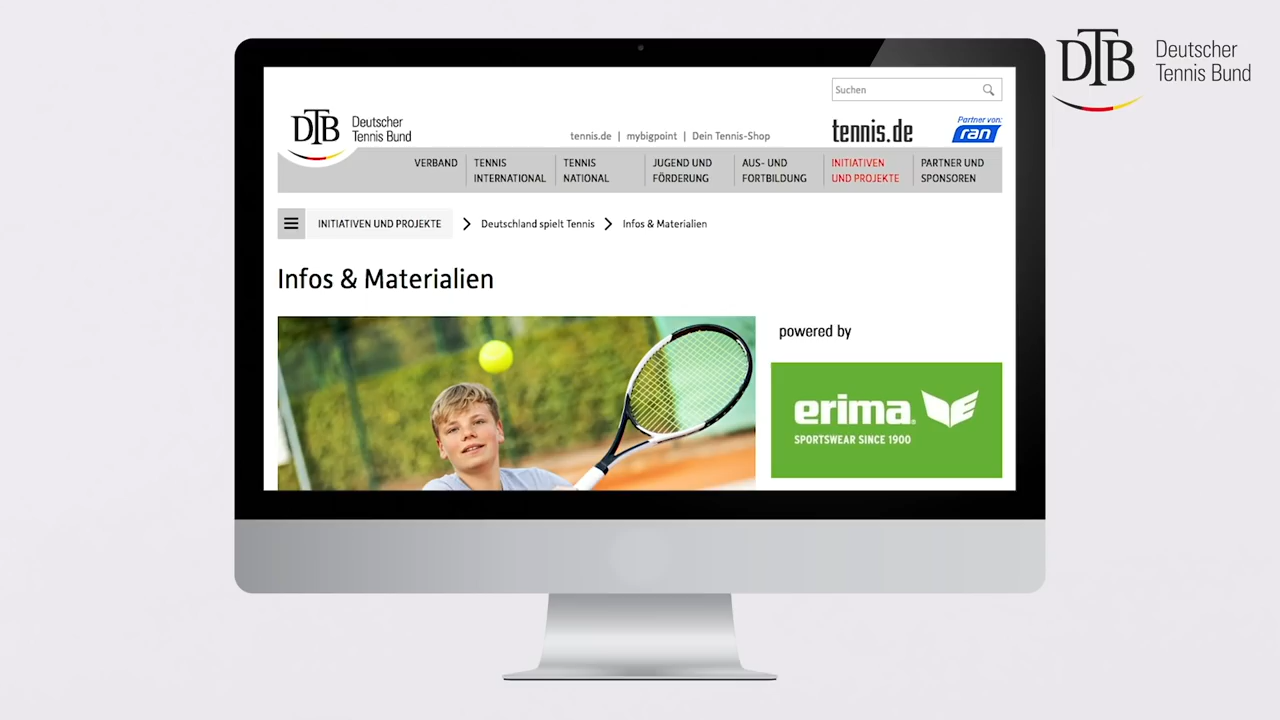 DTB Deutscher
Tennis Bund
Suchen
DTB Deutscher
Tennis Bund
tennis.de | mybigpoint | Dein Tennis-Shop
tennis.de
Partner von:
ran
VERBAND
TENNIS
INTERNATIONAL
TENNIS
NATIONAL
JUGEND UND
FÖRDERUNG
AUS- UND
FORTBILDUNG
INITIATIVEN
UND PROJEKTE
PARTNER UND
SPONSOREN
INITIATIVEN UND PROJEKTE > Deutschland spielt Tennis > Infos & Materialien
Infos & Materialien
powered by
erima®
SPORTSWEAR SINCE 1900